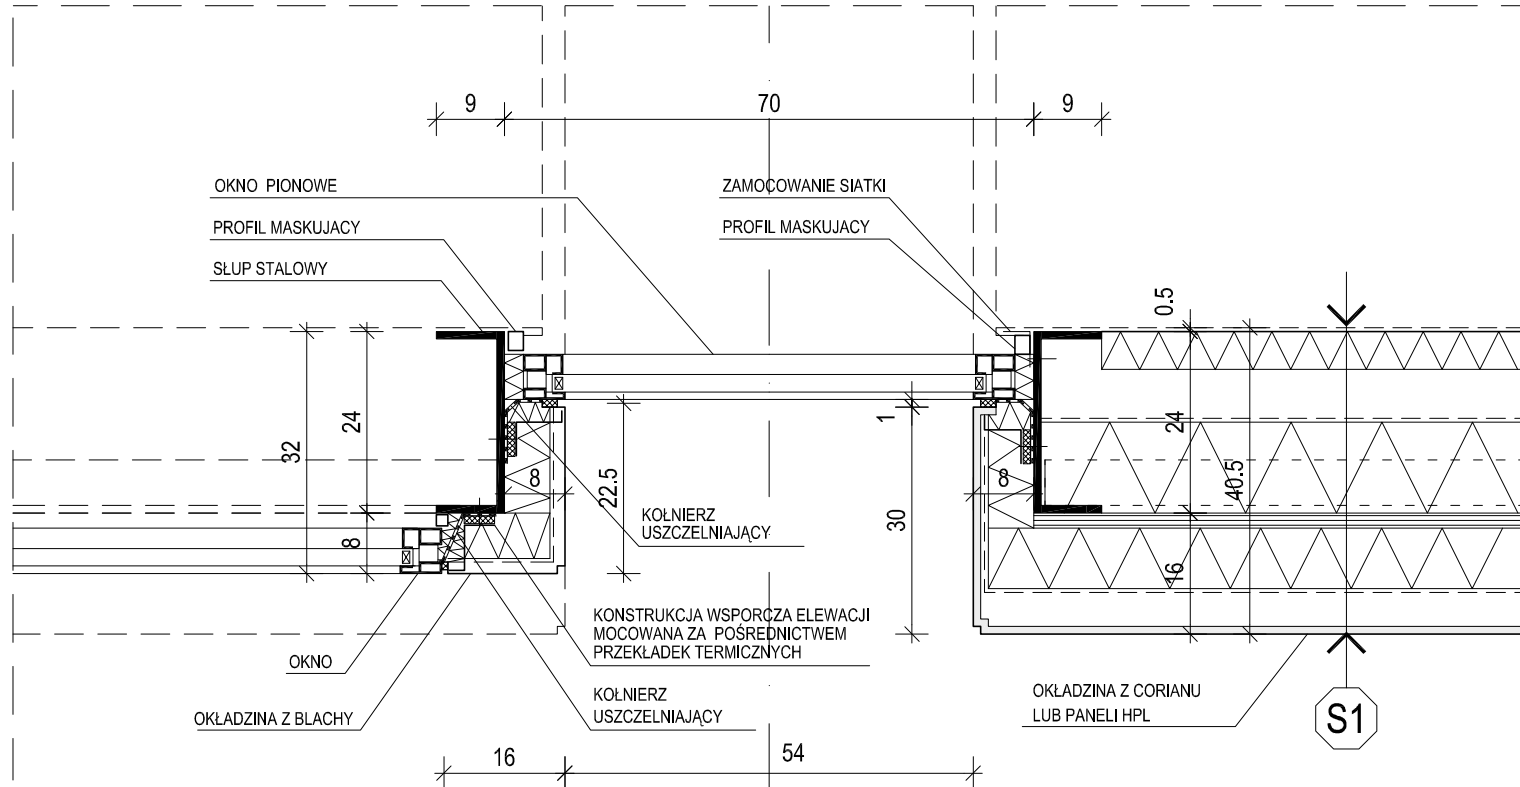 9
70
9
OKNO PIONOWE
ZAMOCOWANIE SIATKI
PROFIL MASKUJACY
PROFIL MASKUJACY
SŁUP STALOWY
0.5
32
24
8
8
22.5
1
30
8
24
40.5
16
KOŁNIERZ
USZCZELNIAJĄCY
KONSTRUKCJA WSPORCZA ELEWACJI
MOCOWANA ZA POŚREDNICTWEM
PRZEKŁADEK TERMICZNYCH
OKNO
KOŁNIERZ
USZCZELNIAJĄCY
OKŁADZINA Z BLACHY
OKŁADZINA Z CORIANU
LUB PANELI HPL
S1
16
54